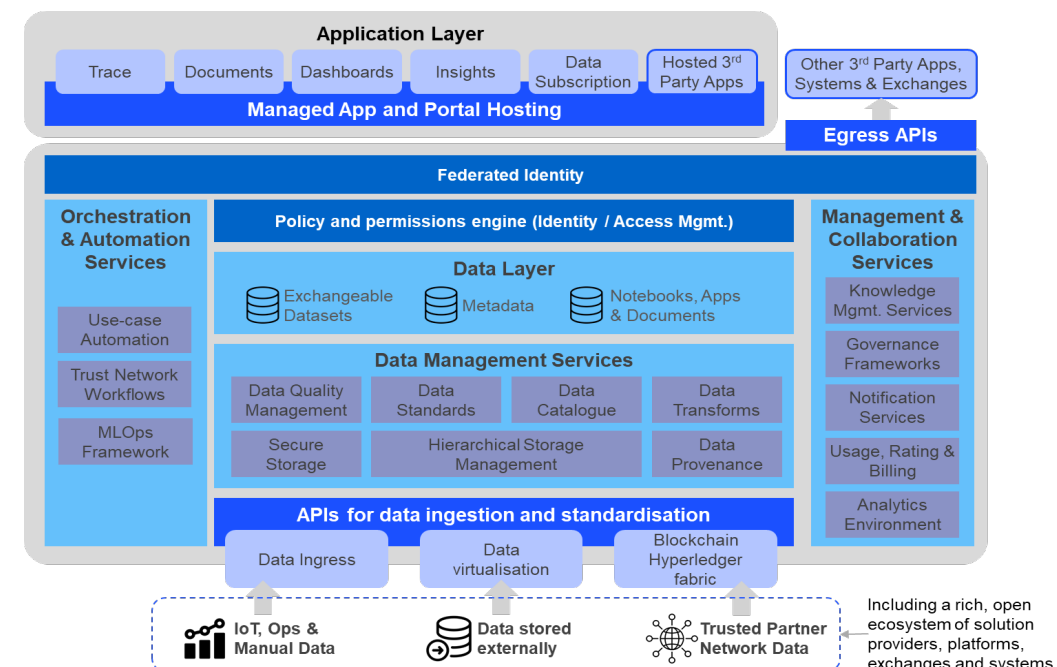 Application Layer
Trace
Documents
Dashboards
Insights
Data
Subscription
Hosted 3rd
Party Apps
Managed App and Portal Hosting
Other 3rd Party Apps,
Systems & Exchanges
Egress APIs
Federated Identity
Orchestration
& Automation
Services
Use-case
Automation
Trust Network
Workflows
MLOps
Framework
Policy and permissions engine (Identity / Access Mgmt.)
Data Layer
Exchangeable
Datasets
Metadata
Notebooks, Apps
& Documents
Data Management Services
Data Quality
Management
Data
Standards
Data
Catalogue
Data
Transforms
Secure
Storage
Hierarchical Storage
Management
Data
Provenance
Management &
Collaboration
Services
Knowledge
Mgmt. Services
Governance
Frameworks
Notification
Services
Usage, Rating &
Billing
Analytics
Environment
APIs for data ingestion and standardisation
Data Ingress
Data
virtualisation
Blockchain
Hyperledger
fabric
IoT, Ops &
Manual Data
Data stored
externally
Trusted Partner
Network Data
Including a rich, open
ecosystem of solution
providers, platforms,
exchanges and systems